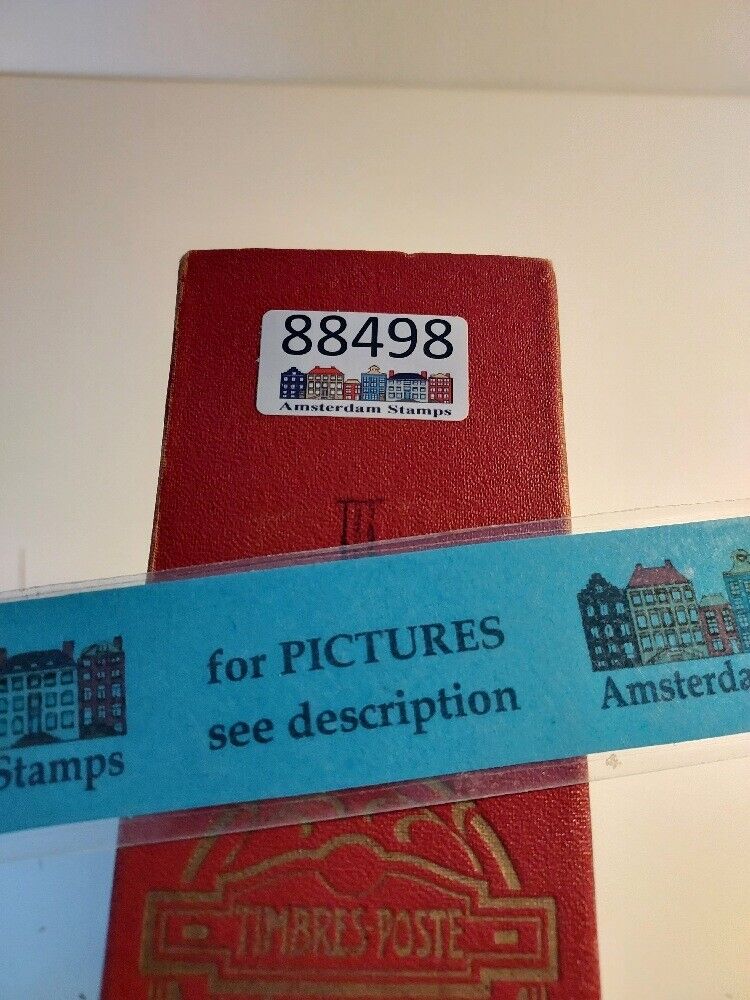 88498
Amsterdam Stamps
for PICTURES
see description
Stamps
Amsterda
TIMBRES-POSTE